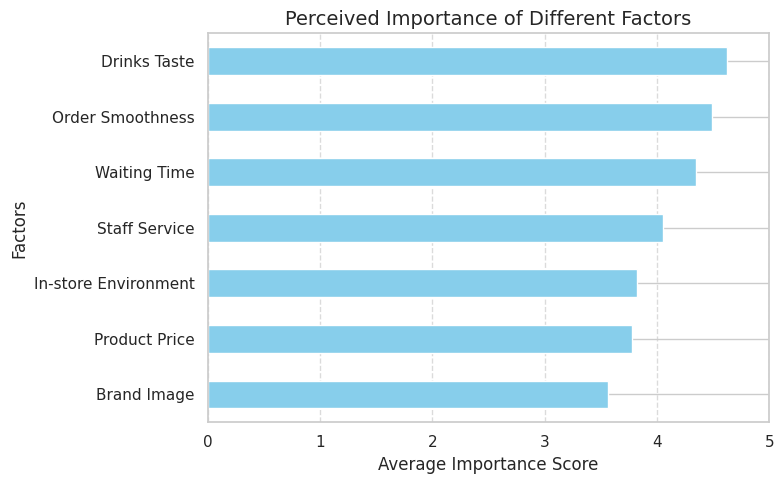 Perceived Importance of Different Factors
Drinks Taste
Order Smoothness
Waiting Time
Staff Service
In-store Environment
Product Price
Brand Image
Factors
0 1 2 3 4 5
Average Importance Score